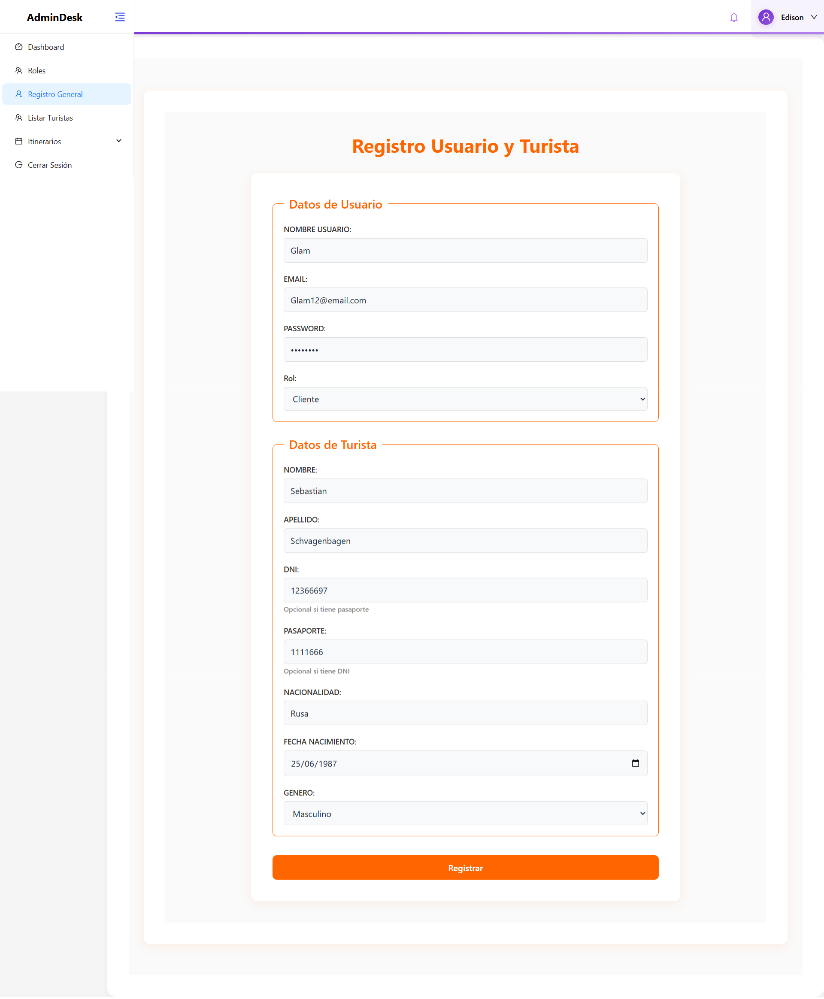 AdminDesk
Edison
Dashboard
Roles
Registro General
Listar Turistas
Itinerarios
Cerrar Sesión
Registro Usuario y Turista
Datos de Usuario
NOMBRE USUARIO:
Glam
EMAIL:
Glam12@email.com
PASSWORD:
••••••••
Rol:
Cliente
Datos de Turista
NOMBRE:
Sebastian
APELLIDO:
Schvagenbagen
DNI:
12366697
Opcional si tiene pasaporte
PASAPORTE:
1111666
Opcional si tiene DNI
NACIONALIDAD:
Rusa
FECHA NACIMIENTO:
25/06/1987
GENERO:
Masculino
Registrar